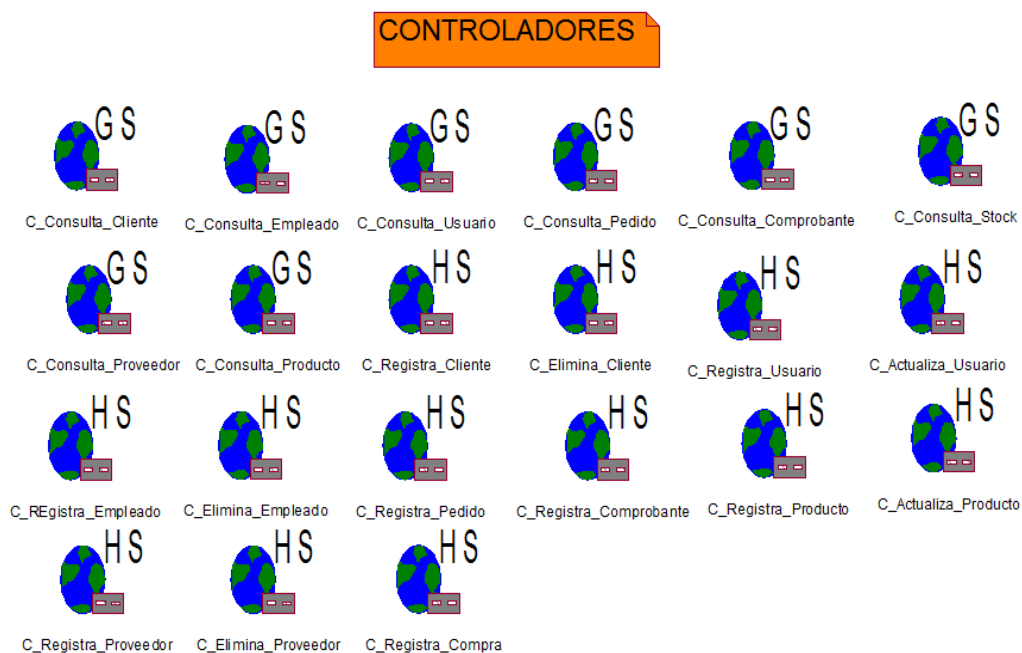 CONTROLADORES
GS GS GS GS GS GS
C_Consulta_Cliente C_Consulta_Empleado C_Consulta_Usuario C_Consulta_Pedido C_Consulta_Comprobante C_Consulta_Stock
GS GS HS HS HS HS
C_Consulta_Proveedor C_Consulta_Producto C_Registra_Cliente C_Elimina_Cliente C_Registra_Usuario C_Actualiza_Usuario
HS HS HS HS HS HS
C_REgistra_Empleado C_Elimina_Empleado C_Registra_Pedido C_Registra_Comprobante C_Registra_Producto C_Actualiza_Producto
HS HS HS
C_Registra_Proveedor C_Elimina_Proveedor C_Registra_Compra